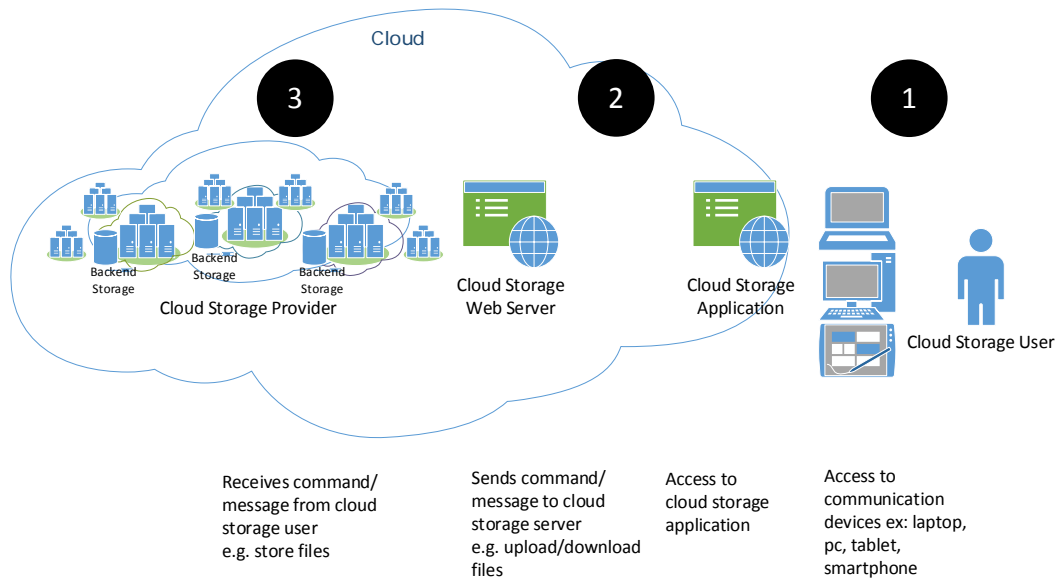 Cloud
3
2
1
Backend
Storage
Backend
Storage
Backend
Storage
Cloud Storage Provider
Cloud Storage
Web Server
Cloud Storage
Application
Cloud Storage User
Receives command/
message from cloud
storage user
e.g. store files
Sends command/
message to cloud
storage server
e.g. upload/download
files
Access to
cloud storage
application
Access to
communication
devices ex: laptop,
pc, tablet,
smartphone